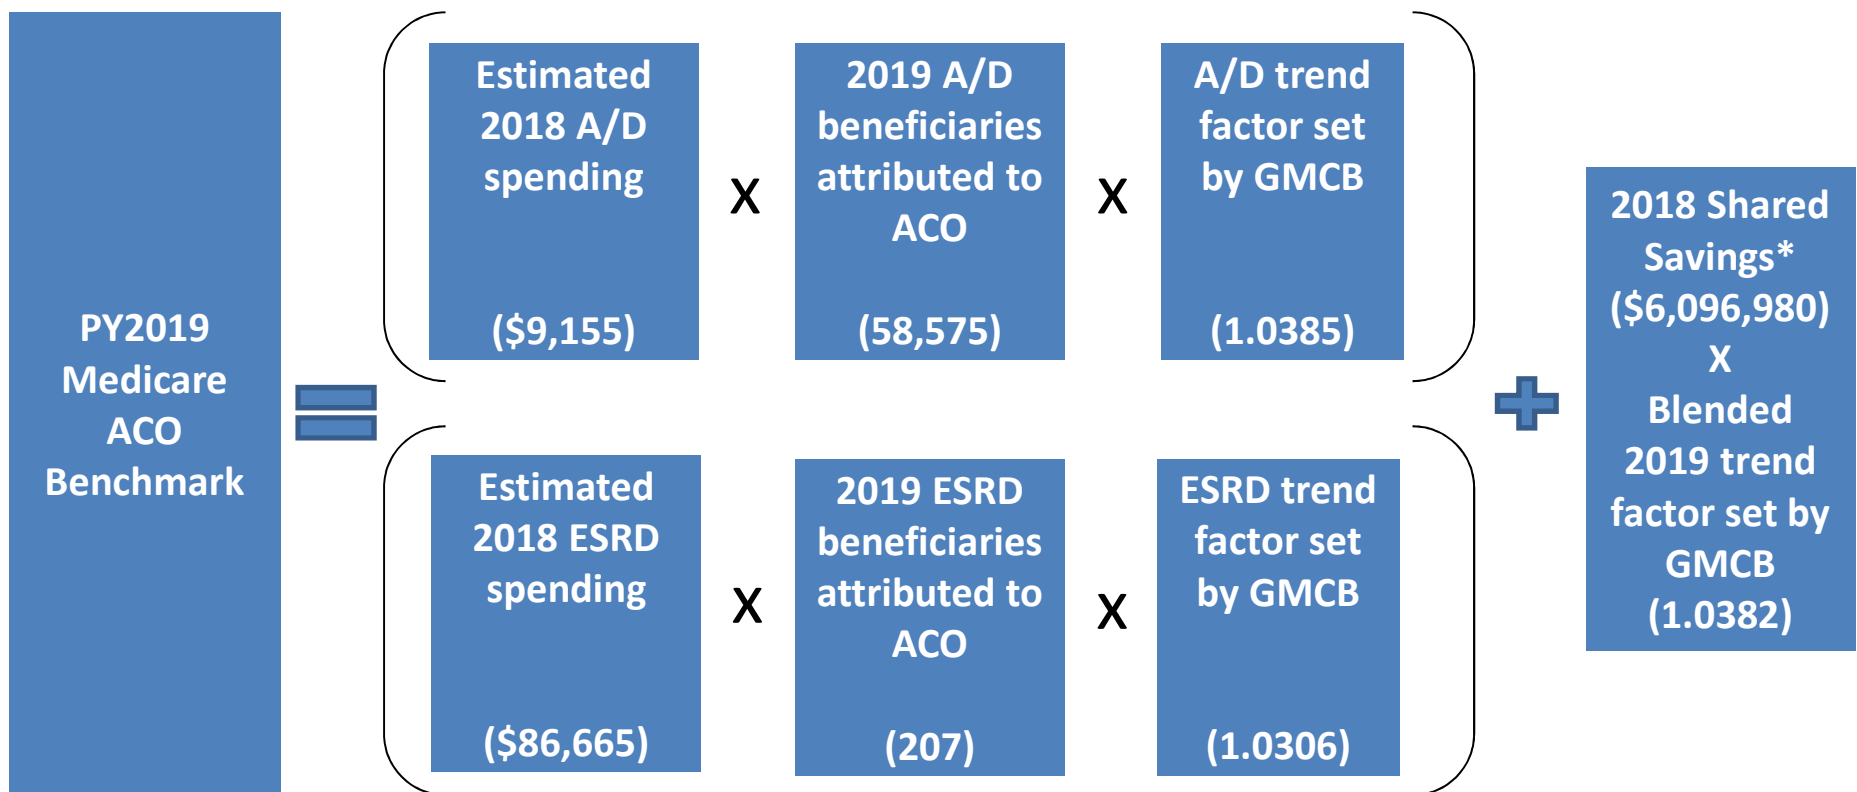 PY2019
Medicare
ACO
Benchmark
Estimated
2018 A/D
spending
($9,155)
X
2019 A/D
beneficiaries
attributed to
ACO
(58,575)
X
A/D trend
factor set
by GMCB
(1.0385)
Estimated
2018 ESRD
spending
($86,665)
X
2019 ESRD
beneficiaries
attributed to
ACO
(207)
X
ESRD trend
factor set
by GMCB
(1.0306)
2018 Shared
Savings*
($6,096,980)
X
Blended
2019 trend
factor set by
GMCB
(1.0382)